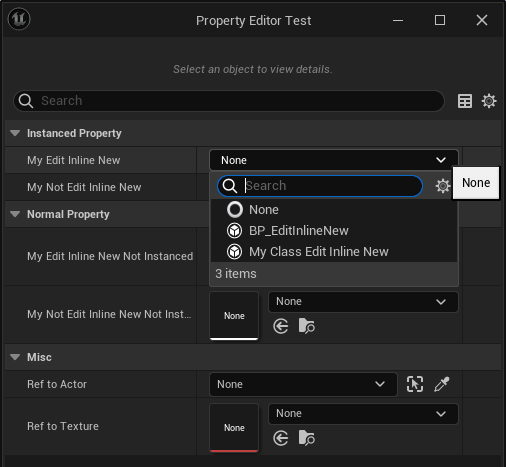 Property Editor Test
Select an object to view details.
Search
Instanced Property
My Edit Inline New
None
My Not Edit Inline New
Search
None
None
BP_EditInlineNew
My Class Edit Inline New
3 items
Normal Property
My Edit Inline New Not Instanced
My Not Edit Inline New Not Inst...
None
None
Misc
Ref to Actor
None
Ref to Texture
None
None